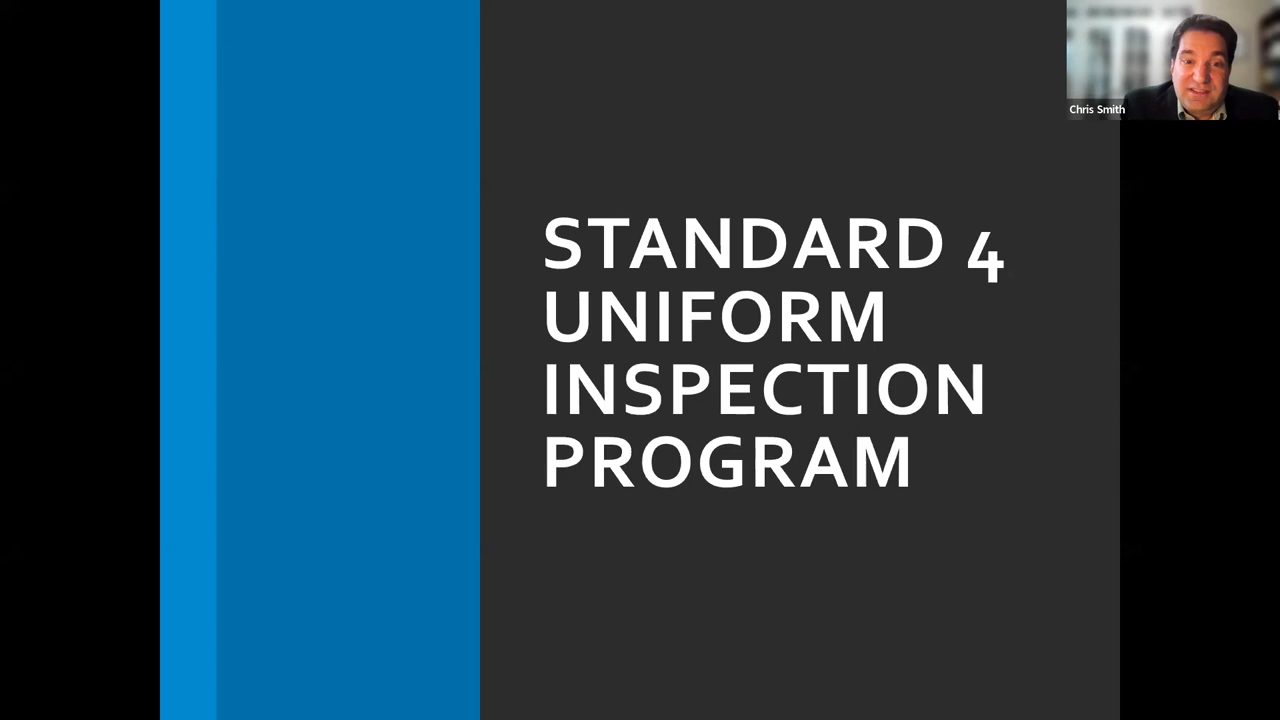 STANDARD 4
UNIFORM
INSPECTION
PROGRAM
Chris Smith